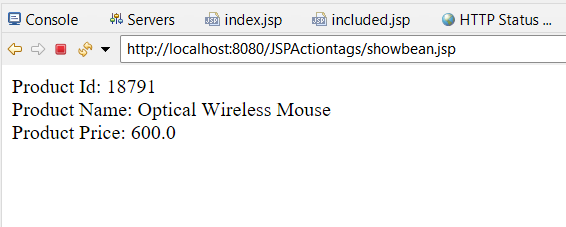 Console Servers index.jsp included.jsp HTTP Status ...
http://localhost:8080/JSPActiontags/showbean.jsp
Product Id: 18791
Product Name: Optical Wireless Mouse
Product Price: 600.0